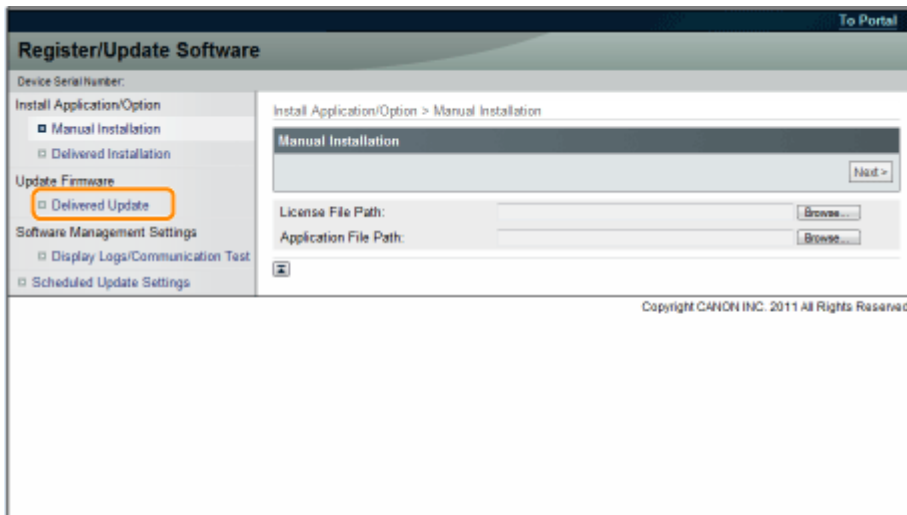 To Portal
Register/Update Software
Device Serial Number:
Install Application/Option
Manual Installation
Delivered Installation
Update Firmware
Delivered Update
Software Management Settings
Display Logs/Communication Test
Scheduled Update Settings
Install Application/Option > Manual Installation
Manual Installation
Next >
License File Path:
Browse...
Application File Path:
Browse...
Copyright CANON INC. 2011 All Rights Reserved